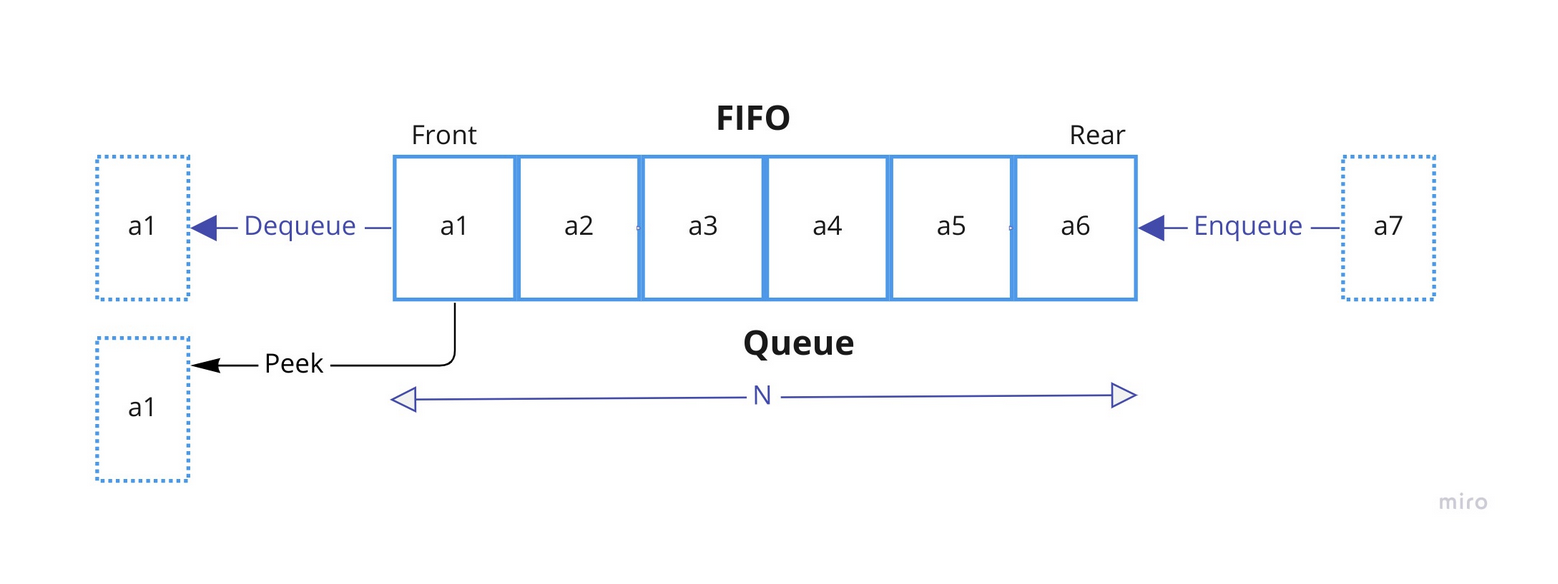 FIFO
Front
Rear
a1
Dequeue
a1
a2
a3
a4
a5
a6
Enqueue
a7
Queue
Peek
N
a1
miro